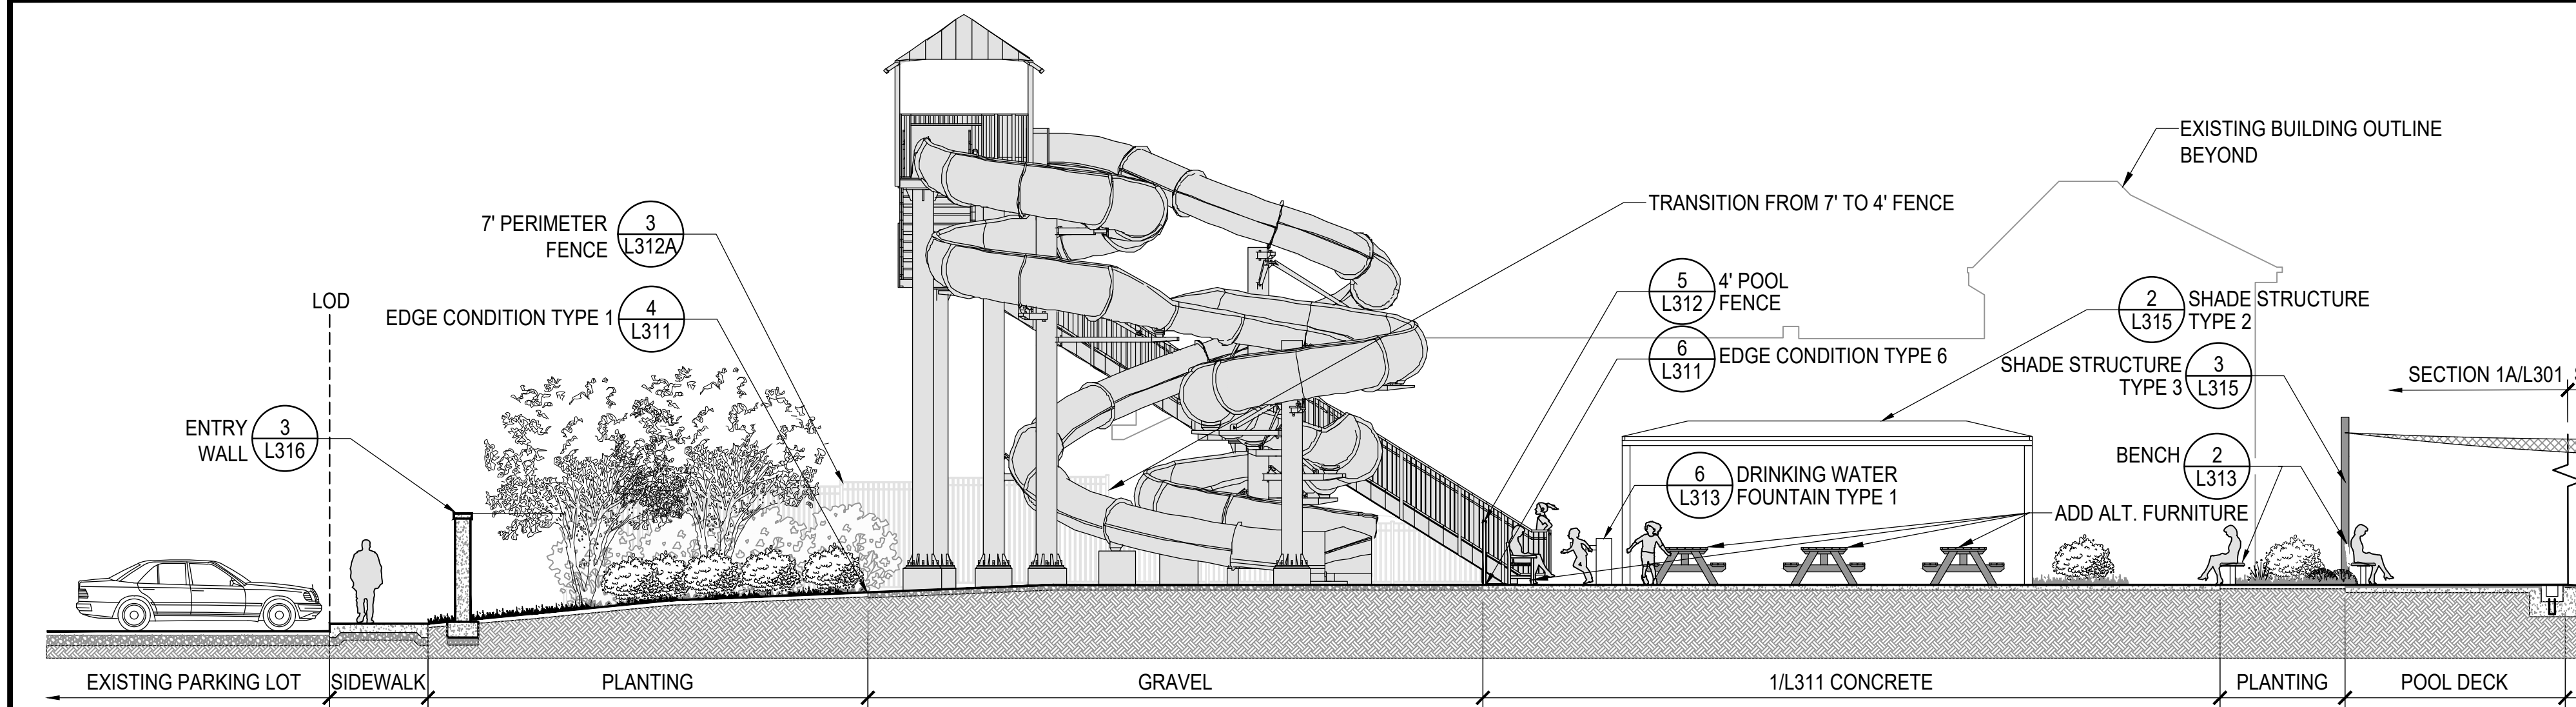 EXISTING BUILDING OUTLINE
BEYOND
TRANSITION FROM 7' TO 4' FENCE
7' PERIMETER
FENCE
3
L312A
EDGE CONDITION TYPE 1
4
L311
LOD
5
L312
4' POOL
FENCE
6
L311
EDGE CONDITION TYPE 6
2
L315
SHADE STRUCTURE
TYPE 2
SHADE STRUCTURE
TYPE 3
3
L315
SECTION 1A/L301
ENTRY
WALL
3
L316
BENCH
2
L313
6
L313
DRINKING WATER
FOUNTAIN TYPE 1
ADD ALT. FURNITURE
EXISTING PARKING LOT
SIDEWALK
PLANTING
GRAVEL
1/L311 CONCRETE
PLANTING
POOL DECK